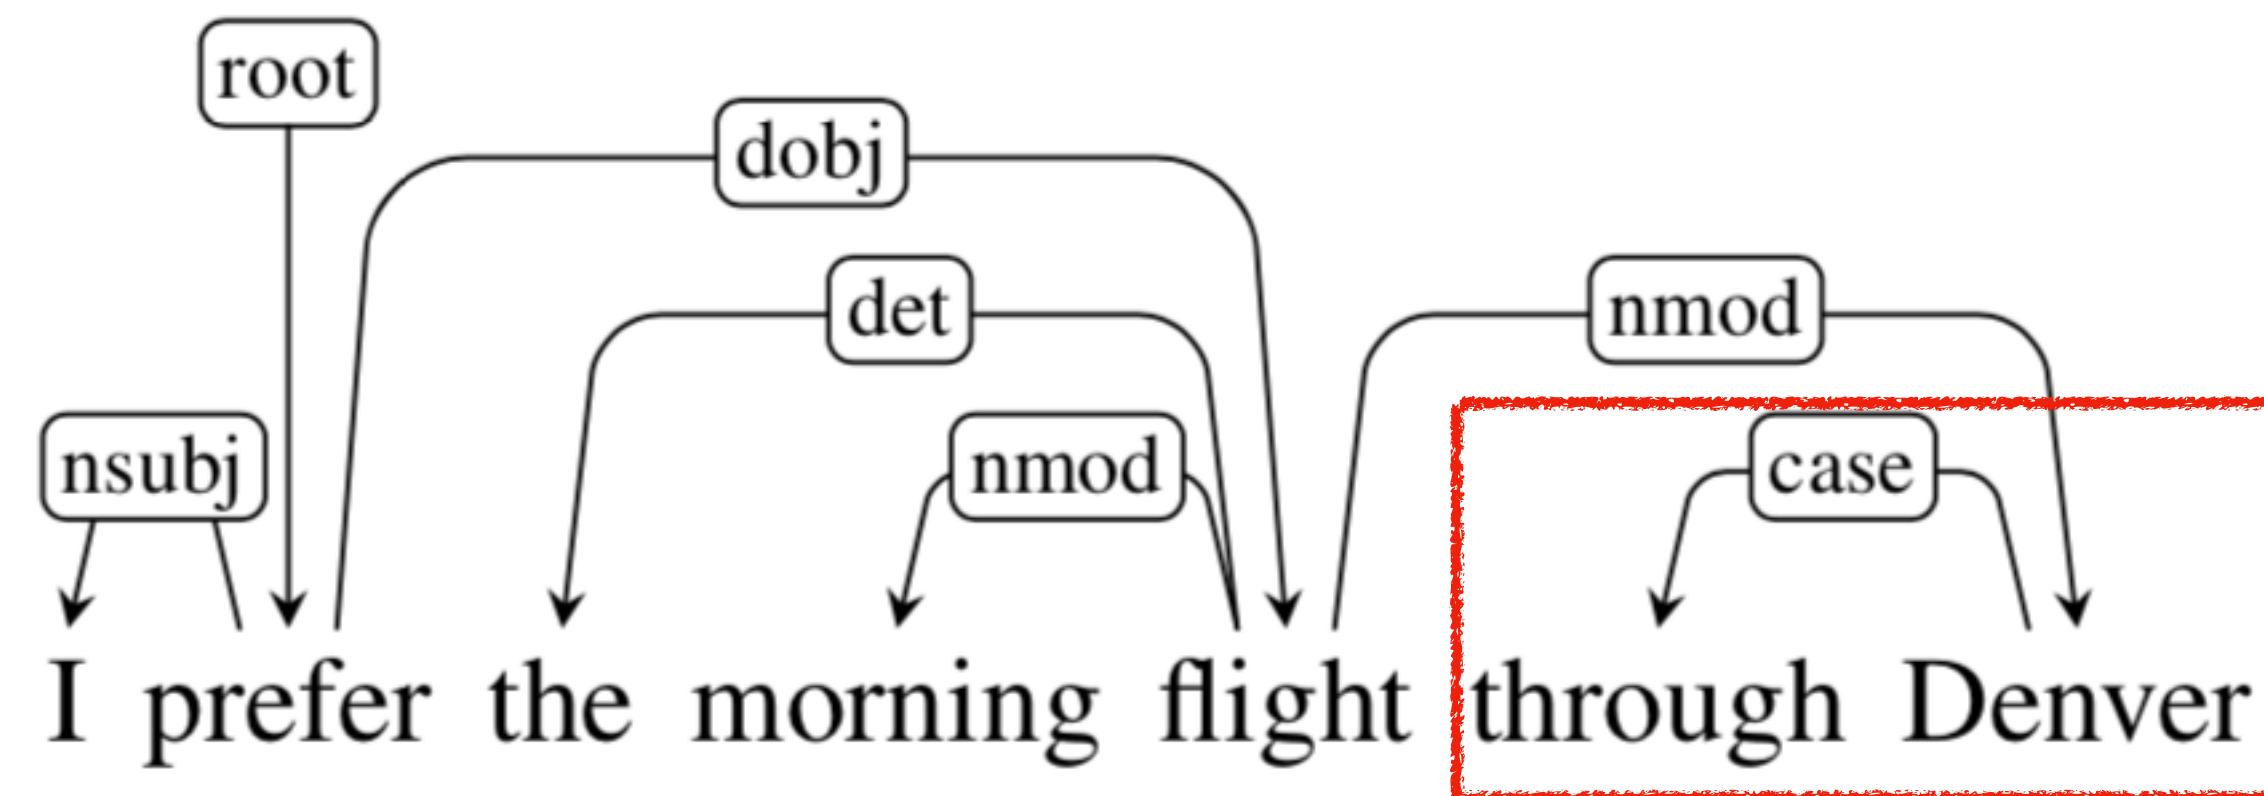 root
dobj
det
nmod
nsubj
nmod
case
I prefer the morning flight through Denver